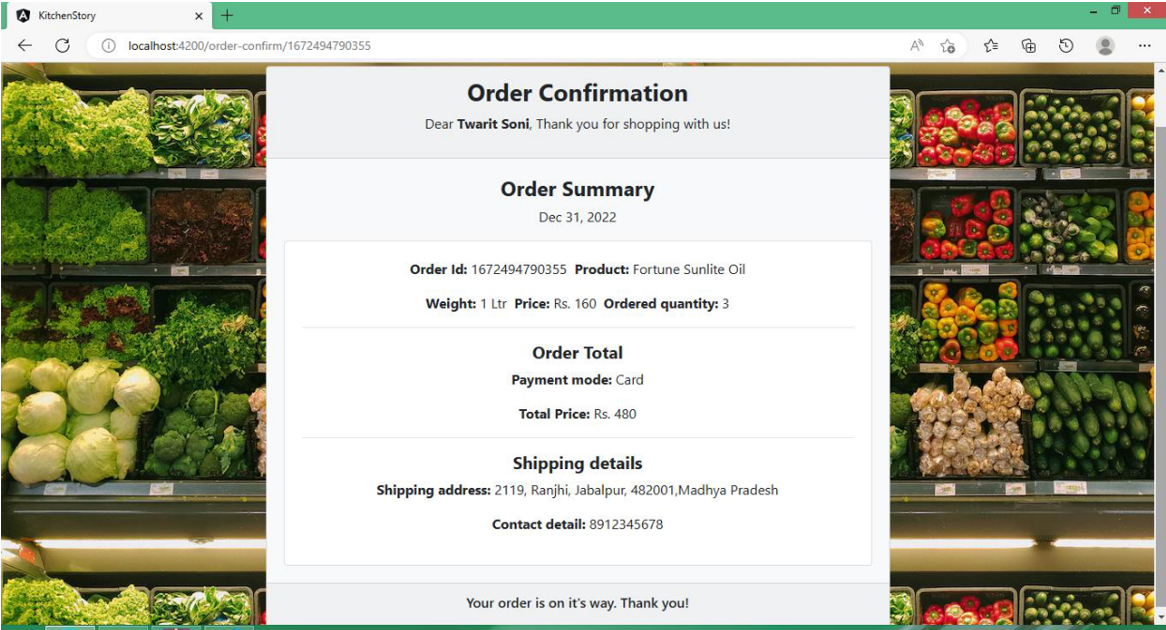 KitchenStory
localhost:4200/order-confirm/1672494790355
Order Confirmation
Dear Twarit Soni, Thank you for shopping with us!
Order Summary
Dec 31, 2022
Order Id: 1672494790355 Product: Fortune Sunlite Oil
Weight: 1 Ltr Price: Rs. 160 Ordered quantity: 3
Order Total
Payment mode: Card
Total Price: Rs. 480
Shipping details
Shipping address: 2119, Ranjhi, Jabalpur, 482001,Madhya Pradesh
Contact detail: 8912345678
Your order is on it's way. Thank you!